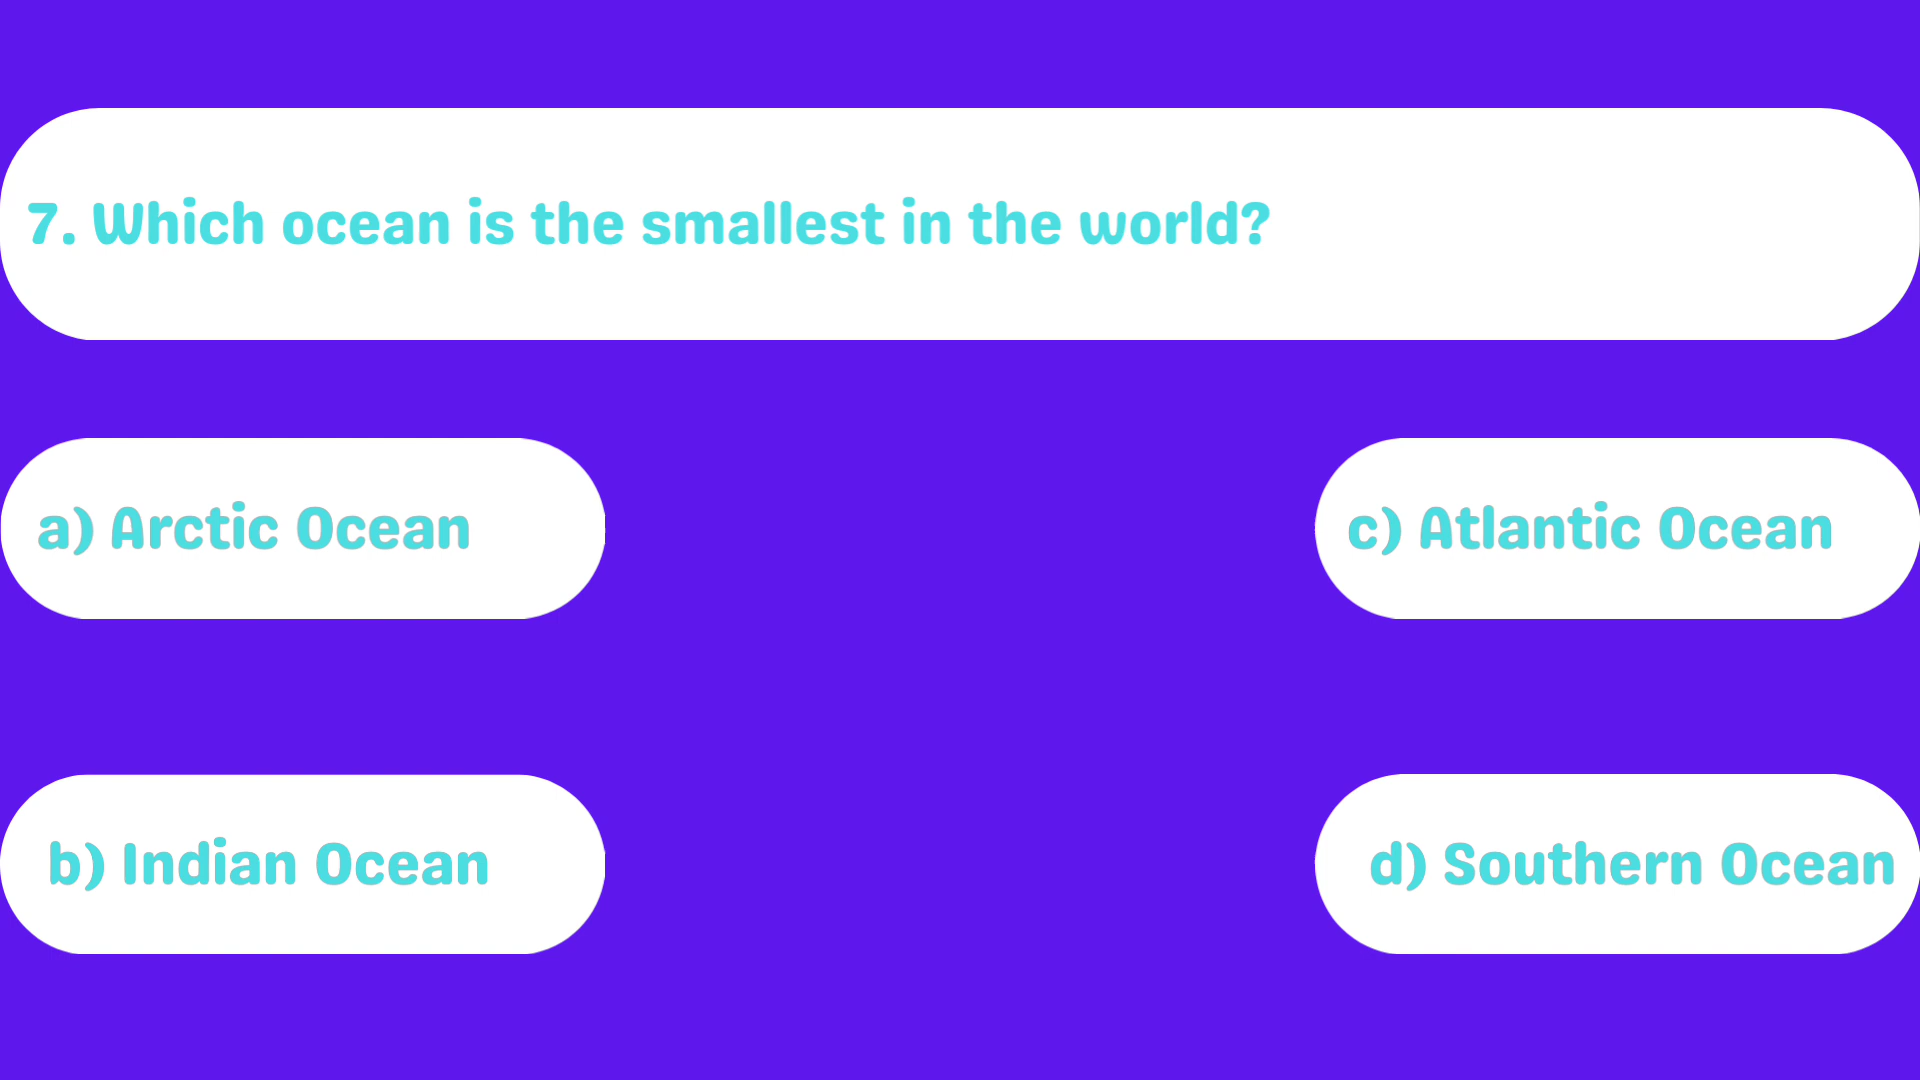 7. Which ocean is the smallest in the world?
a) Arctic Ocean
c) Atlantic Ocean
b) Indian Ocean
d) Southern Ocean